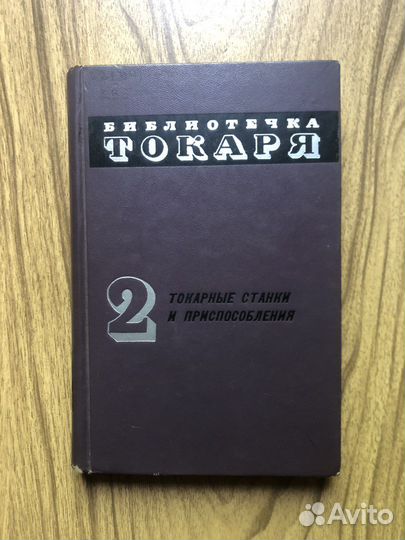 БИБЛИОТЕЧКА
ТОКАРЯ
2
ТОКАРНЫЕ СТАНКИ
И ПРИСПОСОБЛЕНИЯ
Avito